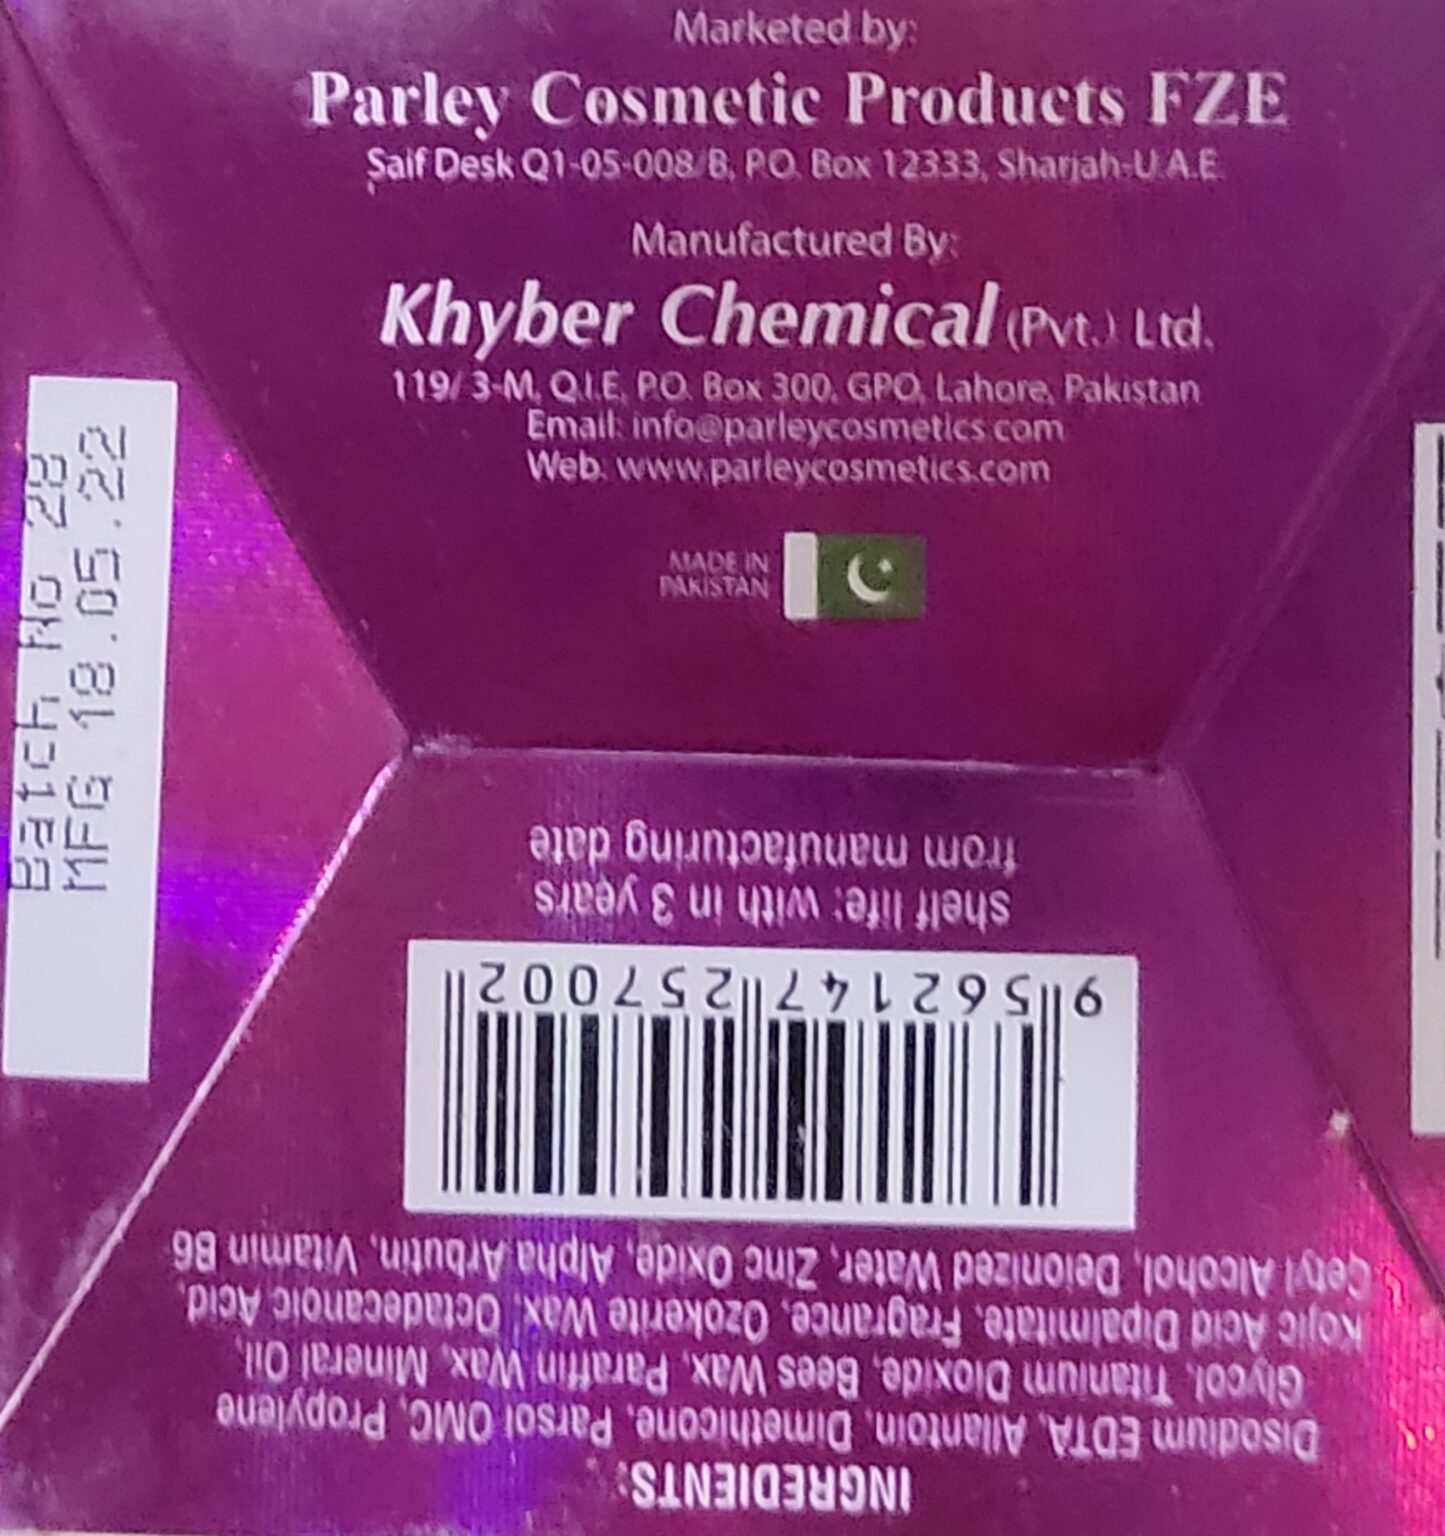 Marketed by:
Parley Cosmetic Products FZE
Saif Desk Q1-05-008/B, P.O. Box 12333, Sharjah-U.A.E.
Manufactured By:
Khyber Chemical (Pvt.) Ltd.
119/ 3-M, Q.I.E, P.O. Box 300, GPO, Lahore, Pakistan
Email: info@parleycosmetics.com
Web: www.parleycosmetics.com
MADE IN
PAKISTAN
Batch No 28
MFG 18.05.22
INGREDIENTS:
Disodium EDTA, Allantoin, Dimethicone, Parsol OMC, Propylene
Glycol, Titanium Dioxide, Bees Wax, Paraffin Wax, Mineral Oil,
Kojic Acid Dipalmitate, Fragrance, Ozokerite Wax, Octadecanoic Acid,
Cetyl Alcohol, Deionized Water, Zinc Oxide, Alpha Arbutin, Vitamin B6
9 562147 257002
shelf life: with in 3 years
from manufacturing date